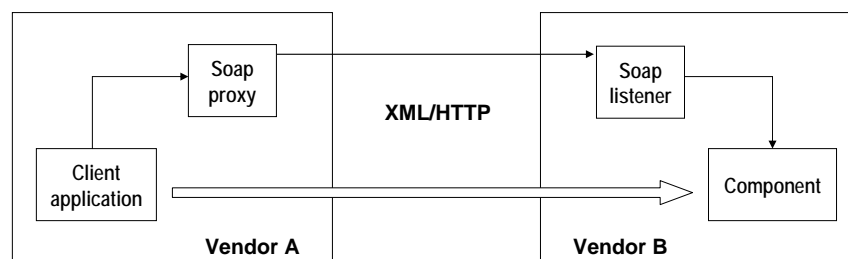 Soap
proxy
Soap
listener
XML/HTTP
Client
application
Component
Vendor A
Vendor B